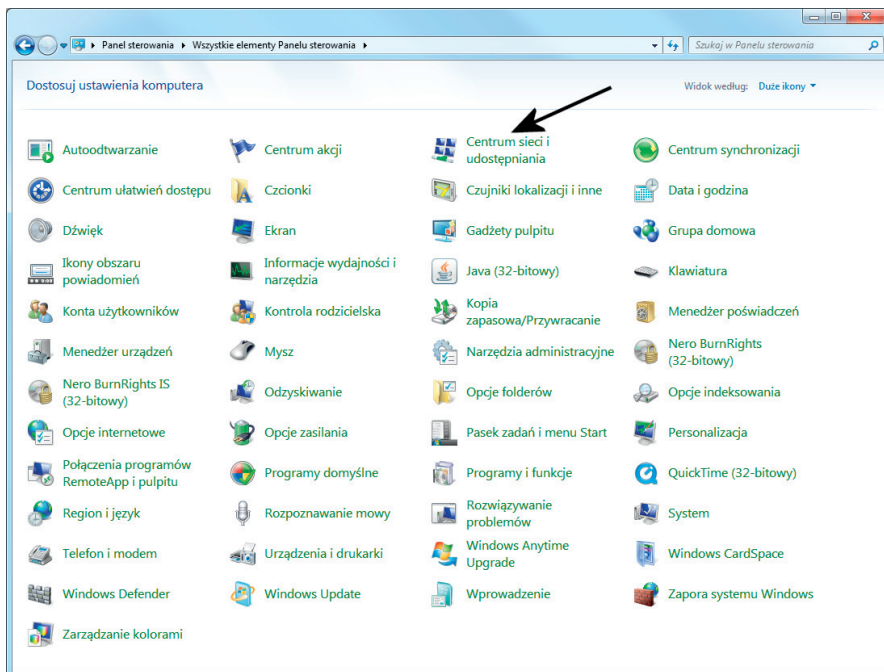 Panel sterowania
Wszystkie elementy Panelu sterowania
Szukaj w Panelu sterowania
Dostosuj ustawienia komputera
Widok według: Duże ikony
Autoodtwarzanie
Centrum akcji
Centrum sieci i
udostępniania
Centrum synchronizacji
Centrum ułatwień dostępu
Czcionki
Czujniki lokalizacji i inne
Data i godzina
Dźwięk
Ekran
Gadżety pulpitu
Grupa domowa
Ikony obszaru
powiadomień
Informacje wydajności i
narzędzia
Java (32-bitowy)
Klawiatura
Konta użytkowników
Kontrola rodzicielska
Kopia
zapasowa/Przywracanie
Menedżer poświadczeń
Menedżer urządzeń
Mysz
Narzędzia administracyjne
Nero BurnRights
(32-bitowy)
Nero BurnRights IS
(32-bitowy)
Odzyskiwanie
Opcje folderów
Opcje indeksowania
Opcje internetowe
Opcje zasilania
Pasek zadań i menu Start
Personalizacja
Połączenia programów
RemoteApp i pulpitu
Programy domyślne
Programy i funkcje
QuickTime (32-bitowy)
Region i język
Rozpoznawanie mowy
Rozwiązywanie
problemów
System
Telefon i modem
Urządzenia i drukarki
Windows Anytime
Upgrade
Windows CardSpace
Windows Defender
Windows Update
Wprowadzenie
Zapora systemu Windows
Zarządzanie kolorami